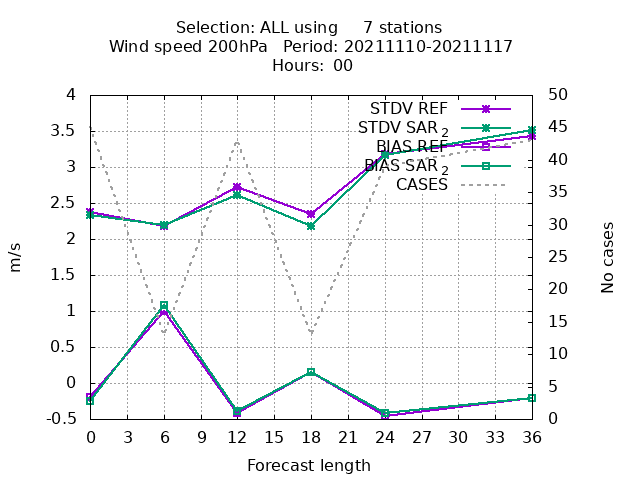 Selection: ALL using     7 stations
Wind speed 200hPa   Period: 20211110-20211117
Hours:  00
STDV REF
STDV SAR 2
BIAS REF
BIAS SAR 2
CASES
4
3.5
3
2.5
2
1.5
1
0.5
0
-0.5
m/s
50
45
40
35
30
25
20
15
10
5
0
No cases
0 3 6 9 12 15 18 21 24 27 30 33 36
Forecast length